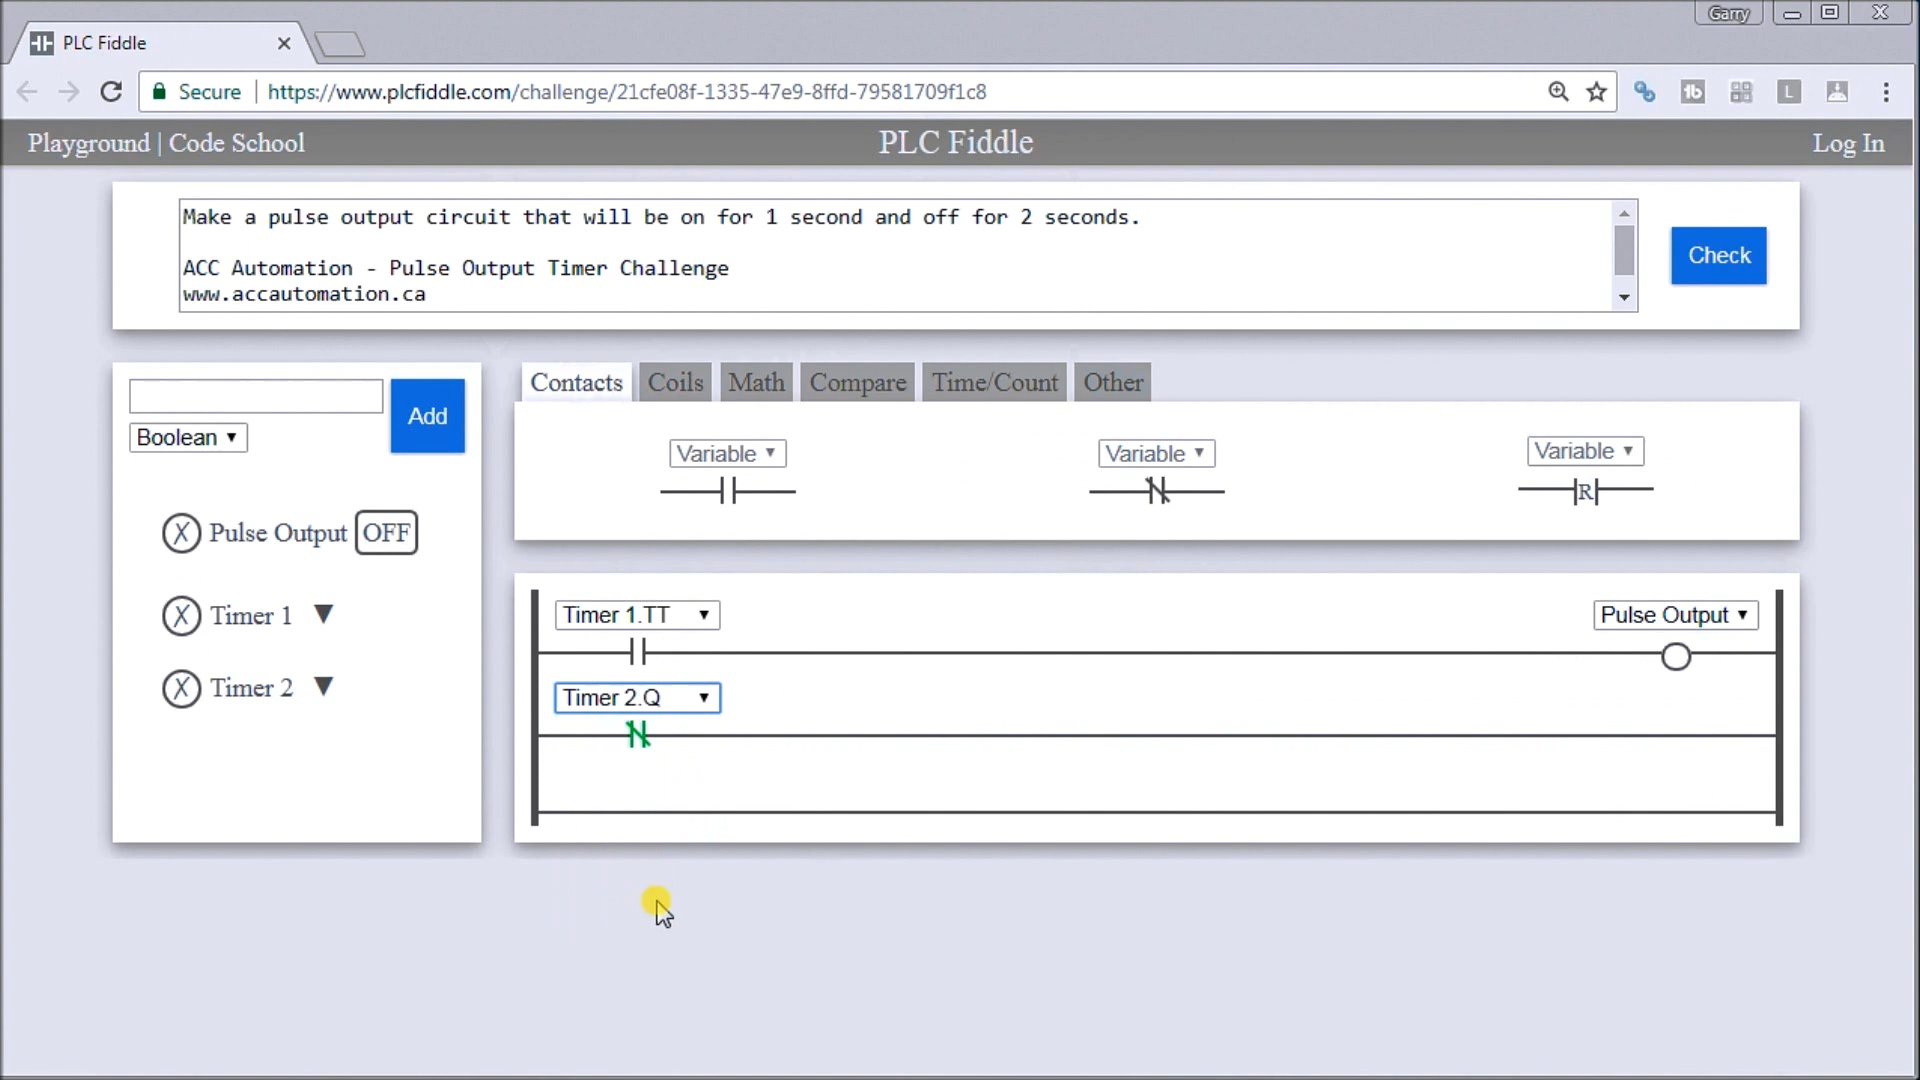 Garry
PLC Fiddle
Secure
https://www.plcfiddle.com/challenge/21cfe08f-1335-47e9-8ffd-79581709f1c8
Playground | Code School
PLC Fiddle
Log In
Make a pulse output circuit that will be on for 1 second and off for 2 seconds.
ACC Automation - Pulse Output Timer Challenge
www.accautomation.ca
Check
Contacts
Coils
Math
Compare
Time/Count
Other
Add
Boolean
Variable
Variable
Variable
R
X Pulse Output OFF
X Timer 1
X Timer 2
Timer 1.TT
Pulse Output
Timer 2.Q